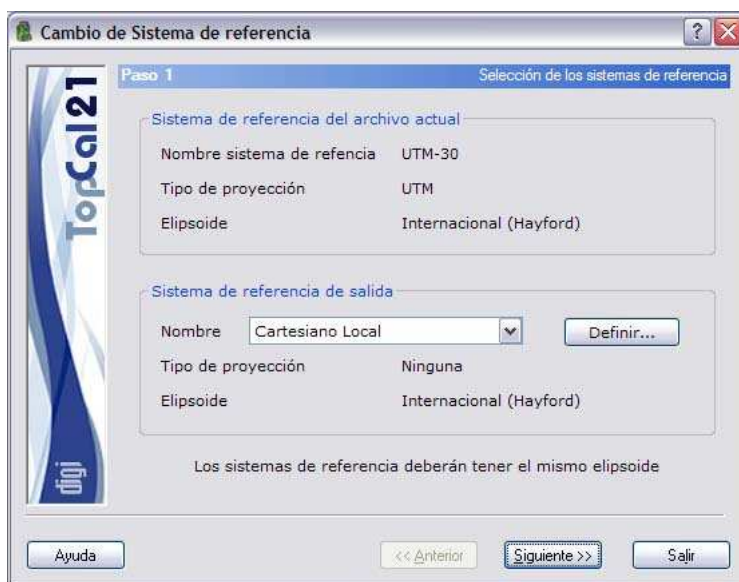 Cambio de Sistema de referencia
TopCal21
digi
Paso 1 Selección de los sistemas de referencia
Sistema de referencia del archivo actual
Nombre sistema de refencia UTM-30
Tipo de proyección UTM
Elipsoide Internacional (Hayford)
Sistema de referencia de salida
Nombre Cartesiano Local Definir...
Tipo de proyección Ninguna
Elipsoide Internacional (Hayford)
Los sistemas de referencia deberán tener el mismo elipsoide
Ayuda << Anterior Siguiente >> Salir